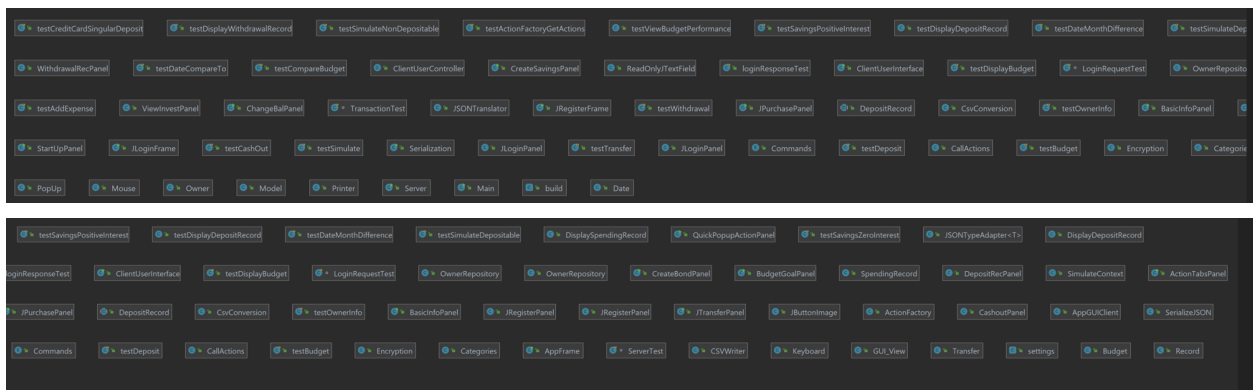 testCreditCardSingularDeposit testDisplayWithdrawalRecord testSimulateNonDepositable testActionFactoryGetActions testViewBudgetPerformance testSavingsPositiveInterest testDisplayDepositRecord testDateMonthDifference testSimulateDep
WithdrawalRecPanel testDateCompareTo testCompareBudget ClientUserController CreateSavingsPanel ReadOnlyJTextField loginResponseTest ClientUserInterface testDisplayBudget LoginRequestTest OwnerReposito
testAddExpense ViewInvestPanel ChangeBalPanel TransactionTest JSONTranslator JRegisterFrame testWithdrawal JPurchasePanel DepositRecord CsvConversion testOwnerInfo BasicInfoPanel
StartUpPanel JLoginFrame testCashOut testSimulate Serialization JLoginPanel testTransfer JLoginPanel Commands testDeposit CallActions testBudget Encryption Categorie
PopUp Mouse Owner Model Printer Server Main build Date
testSavingsPositiveInterest testDisplayDepositRecord testDateMonthDifference testSimulateDepositable DisplaySpendingRecord QuickPopupActionPanel testSavingsZeroInterest JSONTypeAdapter<T> DisplayDepositRecord
loginResponseTest ClientUserInterface testDisplayBudget LoginRequestTest OwnerRepository OwnerRepository CreateBondPanel BudgetGoalPanel SpendingRecord DepositRecPanel SimulateContext ActionTabsPanel
JPurchasePanel DepositRecord CsvConversion testOwnerInfo BasicInfoPanel JRegisterPanel JRegisterPanel JTransferPanel JButtonImage ActionFactory CashoutPanel AppGUIClient SerializeJSON
Commands testDeposit CallActions testBudget Encryption Categories AppFrame ServerTest CSVWriter Keyboard GUI_View Transfer settings Budget Record